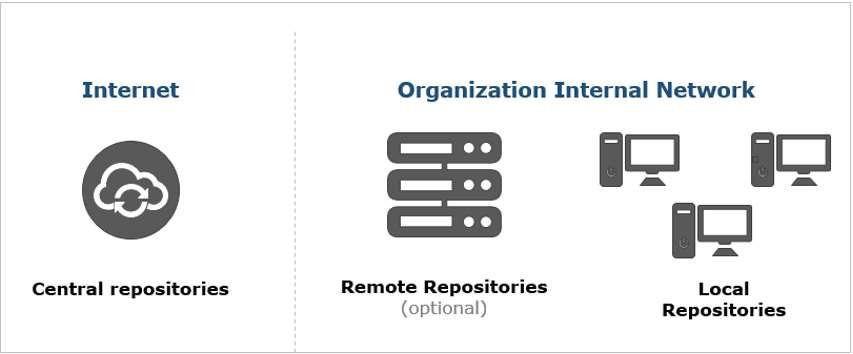 Internet
Organization Internal Network
Central repositories
Remote Repositories
(optional)
Local
Repositories